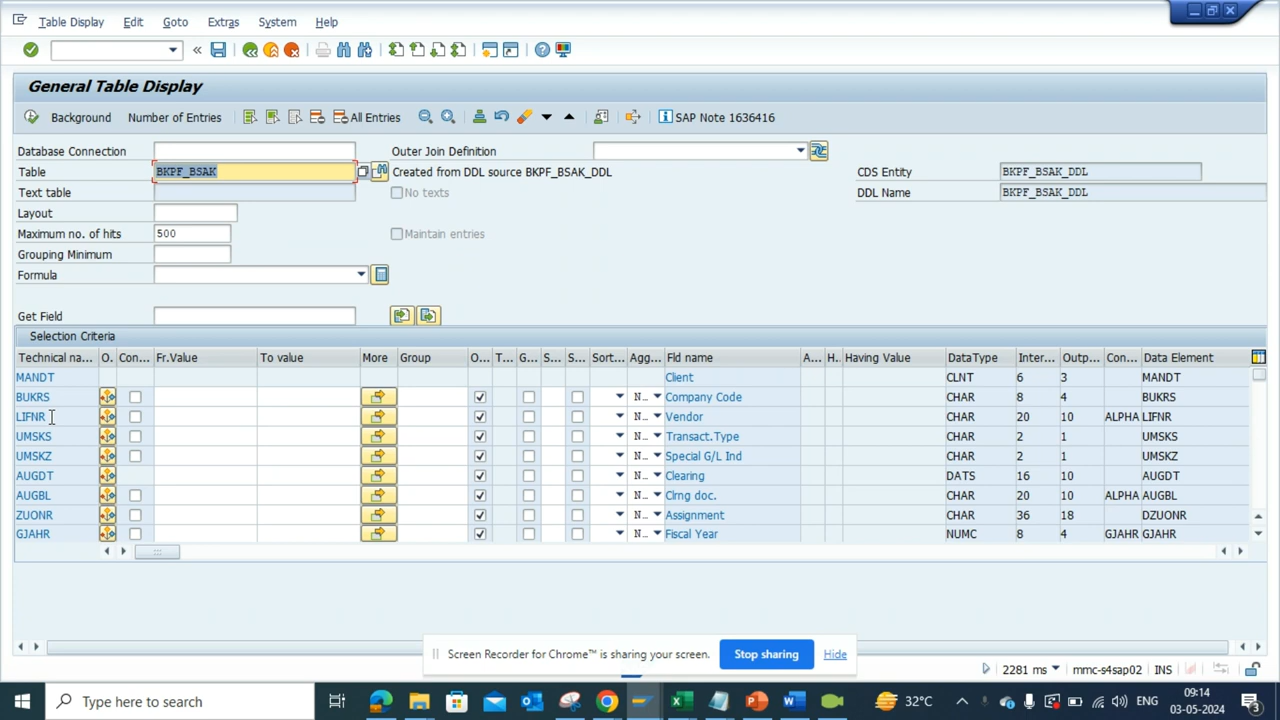 Table Display Edit Goto Extras System Help
General Table Display
Background Number of Entries All Entries SAP Note 1636416
Database Connection Outer Join Definition
Table BKPF_BSAK Created from DDL source BKPF_BSAK_DDL CDS Entity BKPF_BSAK_DDL
Text table No texts DDL Name BKPF_BSAK_DDL
Layout
Maximum no. of hits 500 Maintain entries
Grouping Minimum
Formula
Get Field
Selection Criteria
Technical na... O. Con... Fr.Value To value More Group O... T... G... S... S... Sort... Agg... Fld name A... H. Having Value DataType Inter... Outp... Con... Data Element
MANDT Client CLNT 6 3 MANDT
BUKRS N... Company Code CHAR 8 4 BUKRS
LIFNR N... Vendor CHAR 20 10 ALPHA LIFNR
UMSKS N... Transact.Type CHAR 2 1 UMSKS
UMSKZ N... Special G/L Ind CHAR 2 1 UMSKZ
AUGDT N... Clearing DATS 16 10 AUGDT
AUGBL N... Clrng doc. CHAR 20 10 ALPHA AUGBL
ZUONR N... Assignment CHAR 36 18 DZUONR
GJAHR N... Fiscal Year NUMC 8 4 GJAHR GJAHR
Screen Recorder for Chrome™ is sharing your screen. Stop sharing Hide
2281 ms mmc-s4sap02 INS
Type here to search 32°C ENG 09:14
03-05-2024 3